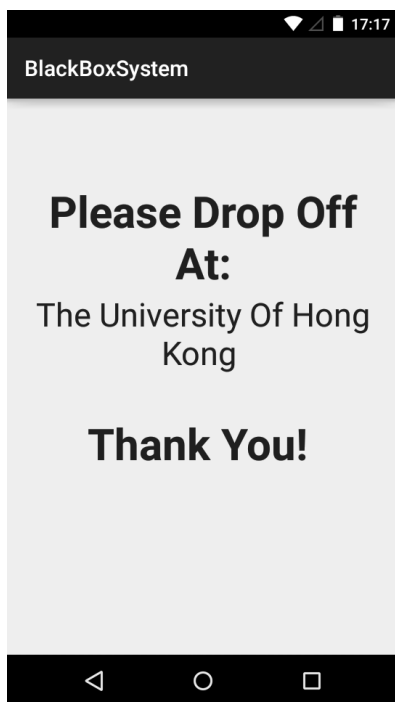 17:17
BlackBoxSystem
Please Drop Off
At:
The University Of Hong
Kong
Thank You!